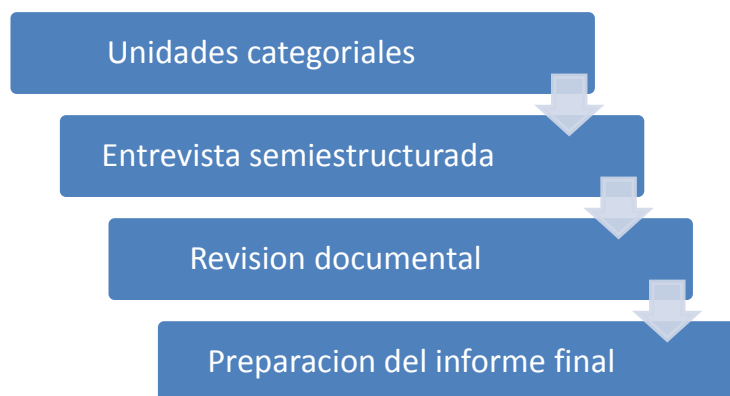 Unidades categoriales
Entrevista semiestructurada
Revision documental
Preparacion del informe final